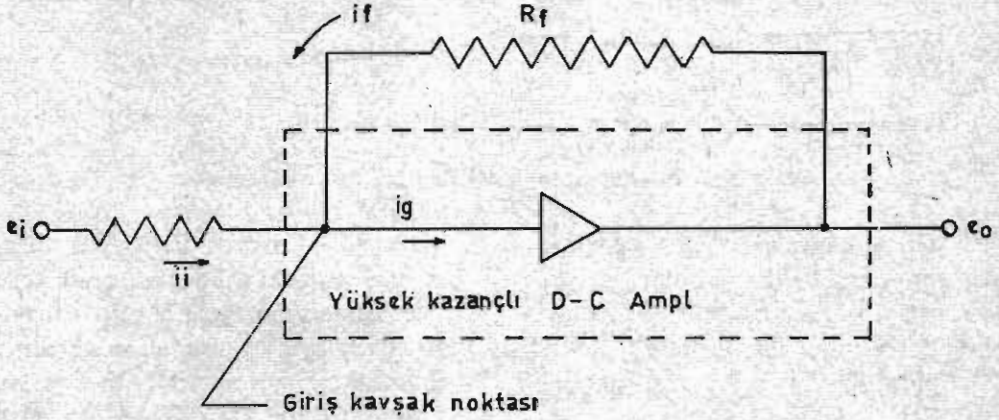 if
Rf
ei
ii
ig
eo
Yüksek kazançlı D-C Ampl
Giriş kavşak noktası